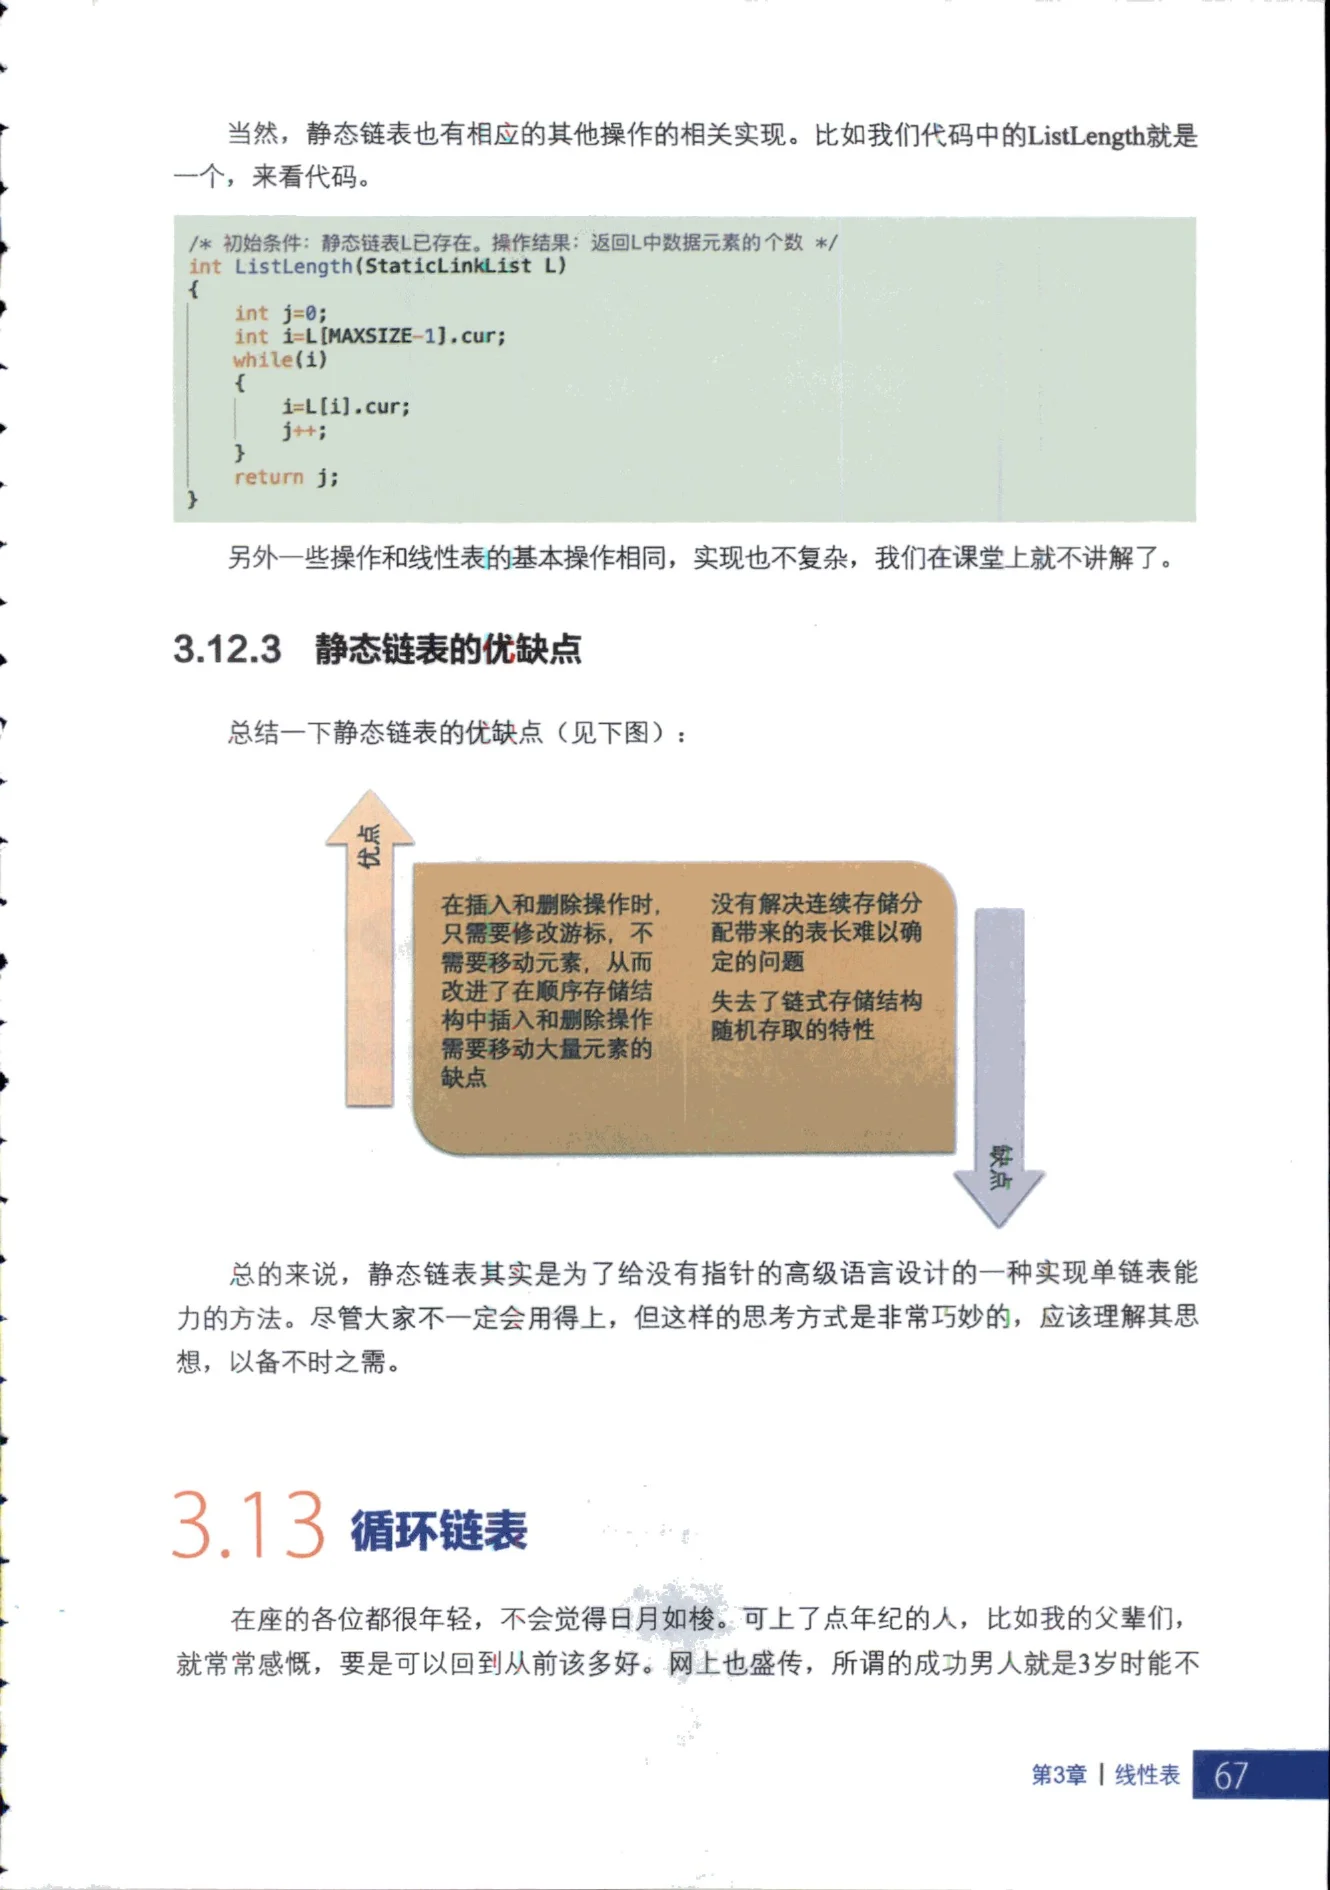 当然，静态链表也有相应的其他操作的相关实现。比如我们代码中的ListLength就是
一个，来看代码。
/* 初始条件：静态链表L已存在。操作结果：返回L中数据元素的个数 */
int ListLength(StaticLinkList L)
{
int j=0;
int i=L[MAXSIZE-1].cur;
while(i)
{
i=L[i].cur;
j++;
}
return j;
}
另外一些操作和线性表的基本操作相同，实现也不复杂，我们在课堂上就不讲解了。
3.12.3 静态链表的优缺点
总结一下静态链表的优缺点（见下图）：
优点
在插入和删除操作时，
只需要修改游标，不
需要移动元素，从而
改进了在顺序存储结
构中插入和删除操作
需要移动大量元素的
缺点
没有解决连续存储分
配带来的表长难以确
定的问题
失去了链式存储结构
随机存取的特性
缺点
总的来说，静态链表其实是为了给没有指针的高级语言设计的一种实现单链表能
力的方法。尽管大家不一定会用得上，但这样的思考方式是非常巧妙的，应该理解其思
想，以备不时之需。
3.13 循环链表
在座的各位都很年轻，不会觉得日月如梭。可上了点年纪的人，比如我的父辈们，
就常常感慨，要是可以回到从前该多好。网上也盛传，所谓的成功男人就是3岁时能不
第3章 | 线性表 67